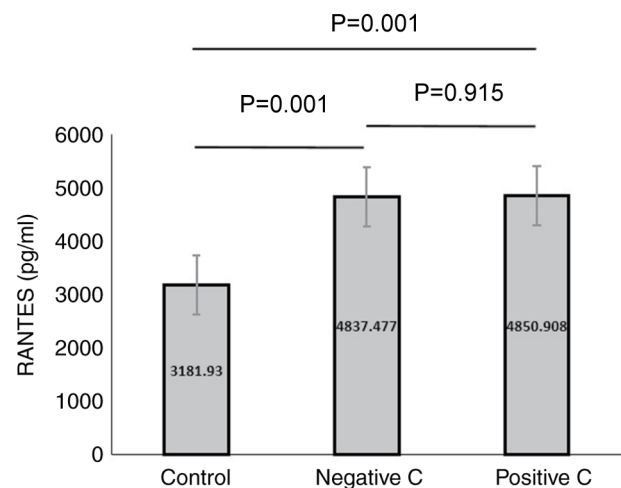 P=0.001
P=0.001
P=0.915
RANTES (pg/ml)
6000
5000
4000
3000
2000
1000
0
3181.93
4837.477
4850.908
Control
Negative C
Positive C